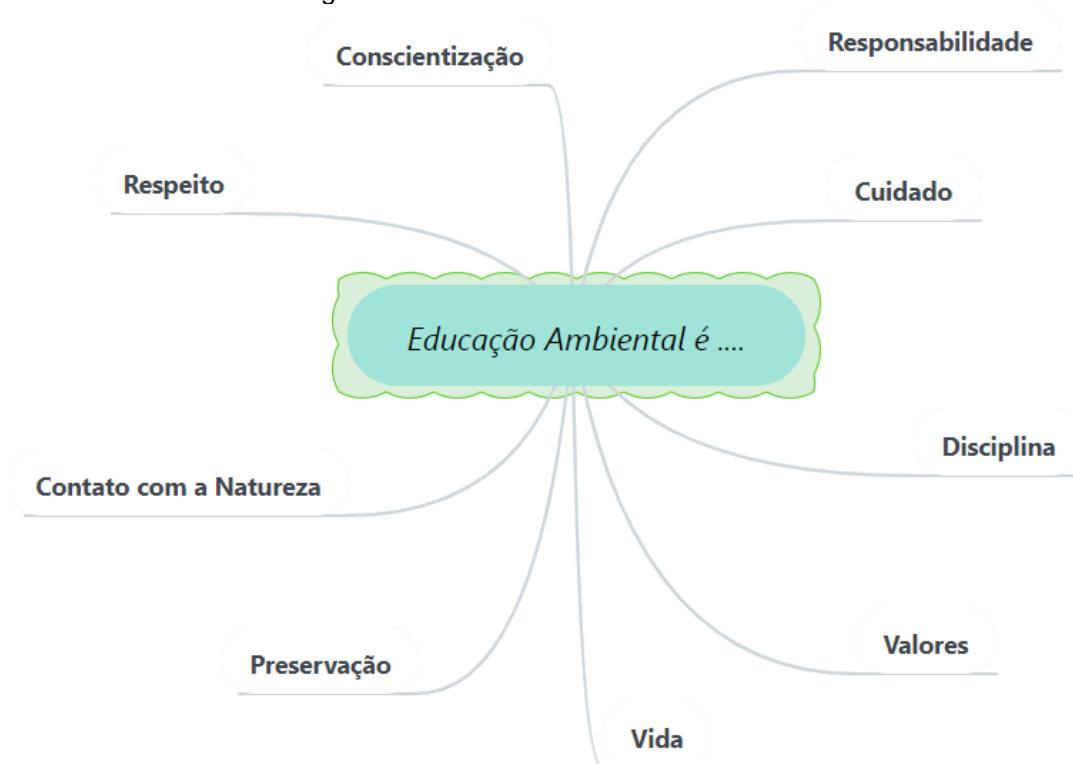 Conscientização
Responsabilidade
Respeito
Cuidado
Educação Ambiental é ....
Disciplina
Contato com a Natureza
Valores
Preservação
Vida